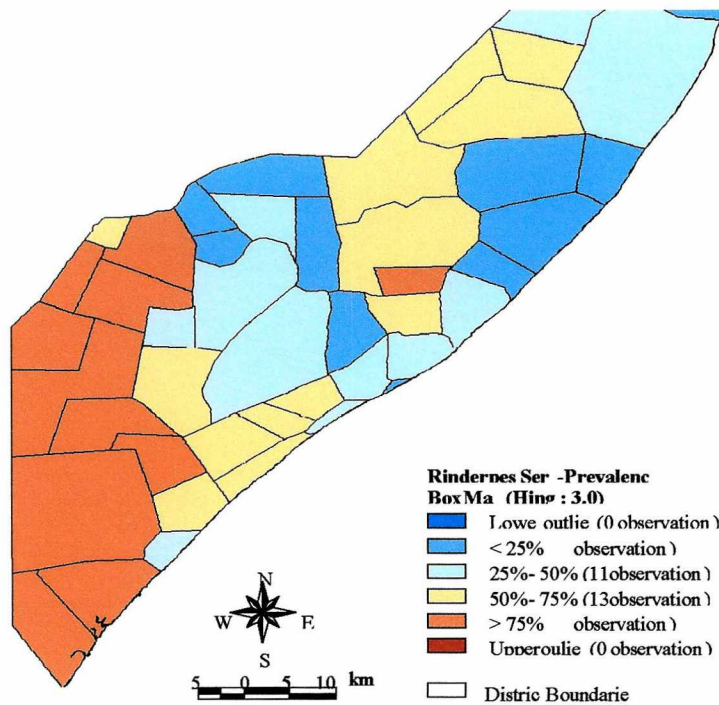 Rindernes Ser -Prevalenc
BoxMa (Hing : 3.0)
Lowe outlie (0 observation)
< 25% observation)
25%- 50% (11observation)
50%- 75% (13observation)
> 75% observation)
Upperoutlie (0 observation)
Distric Boundarie
N
W E
S
5 0 5 10 km